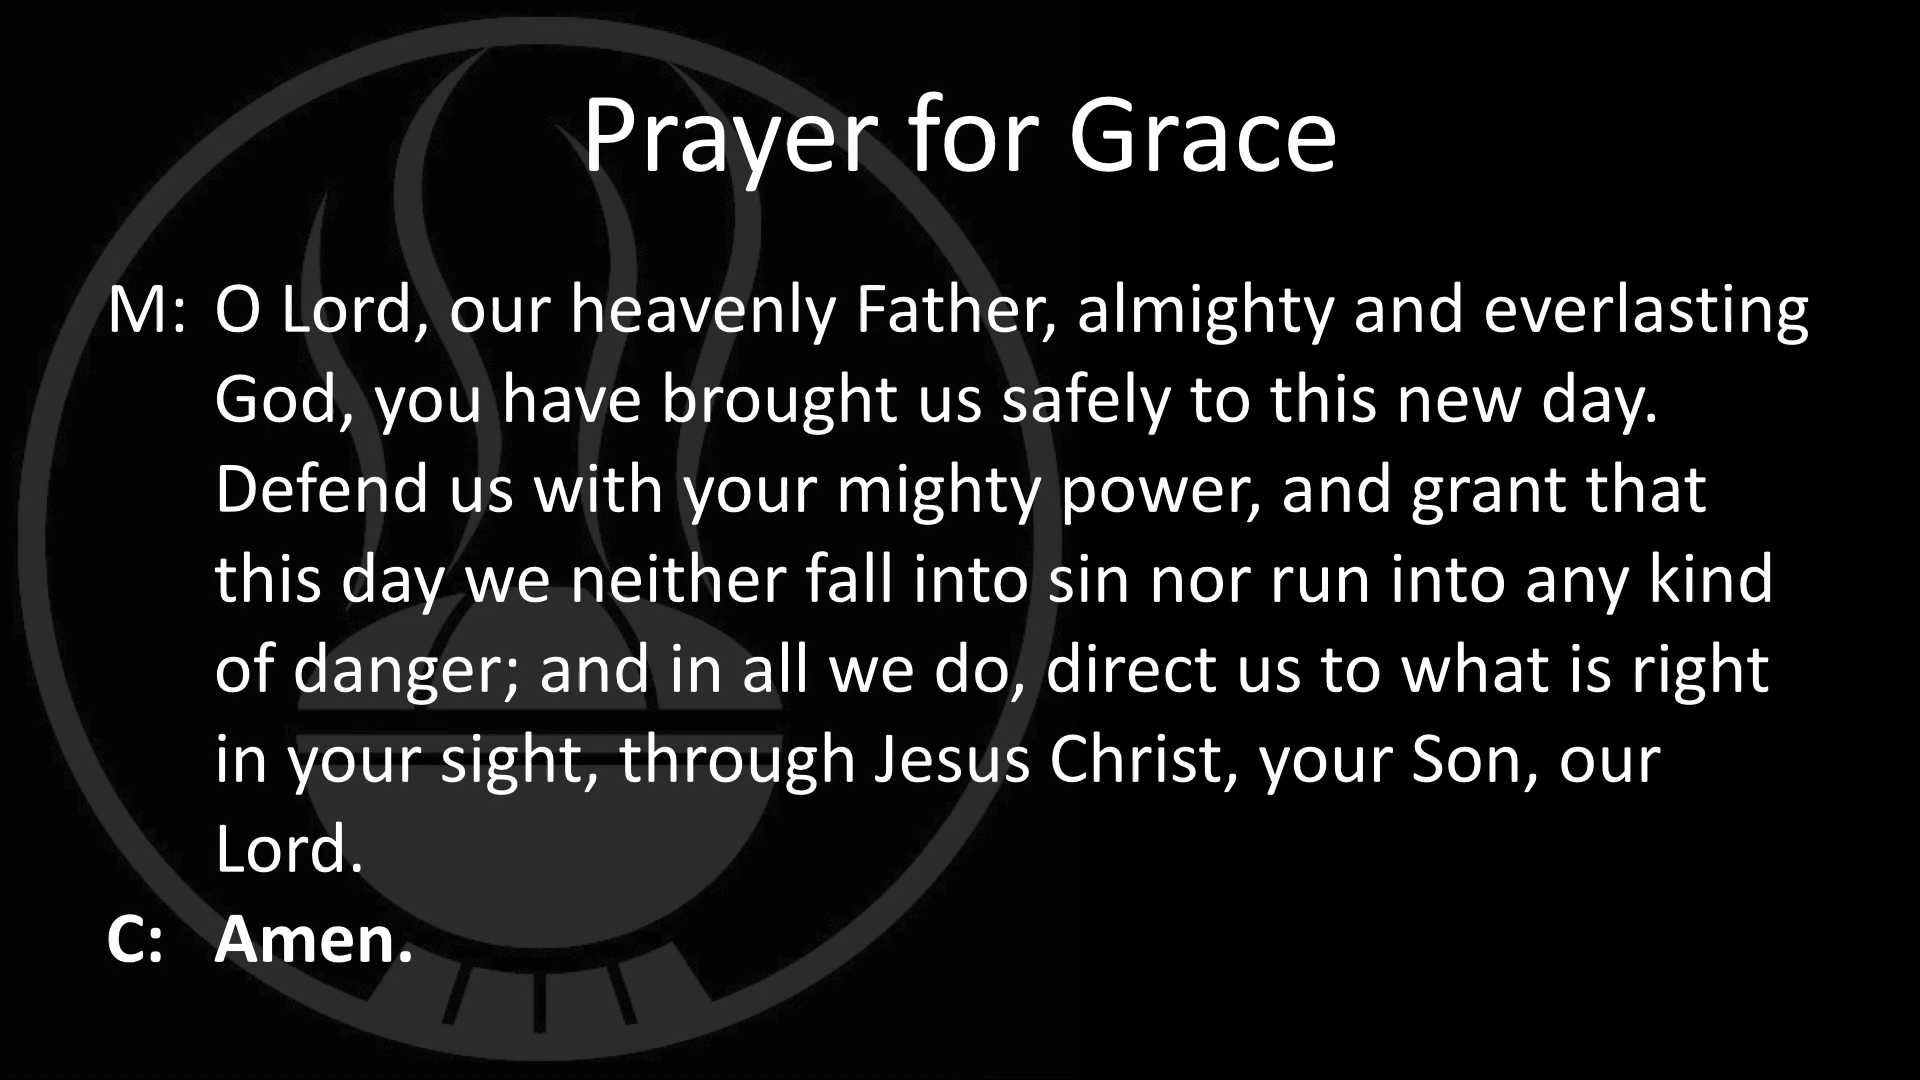 Prayer for Grace
M: O Lord, our heavenly Father, almighty and everlasting
God, you have brought us safely to this new day.
Defend us with your mighty power, and grant that
this day we neither fall into sin nor run into any kind
of danger; and in all we do, direct us to what is right
in your sight, through Jesus Christ, your Son, our
Lord.
C: Amen.